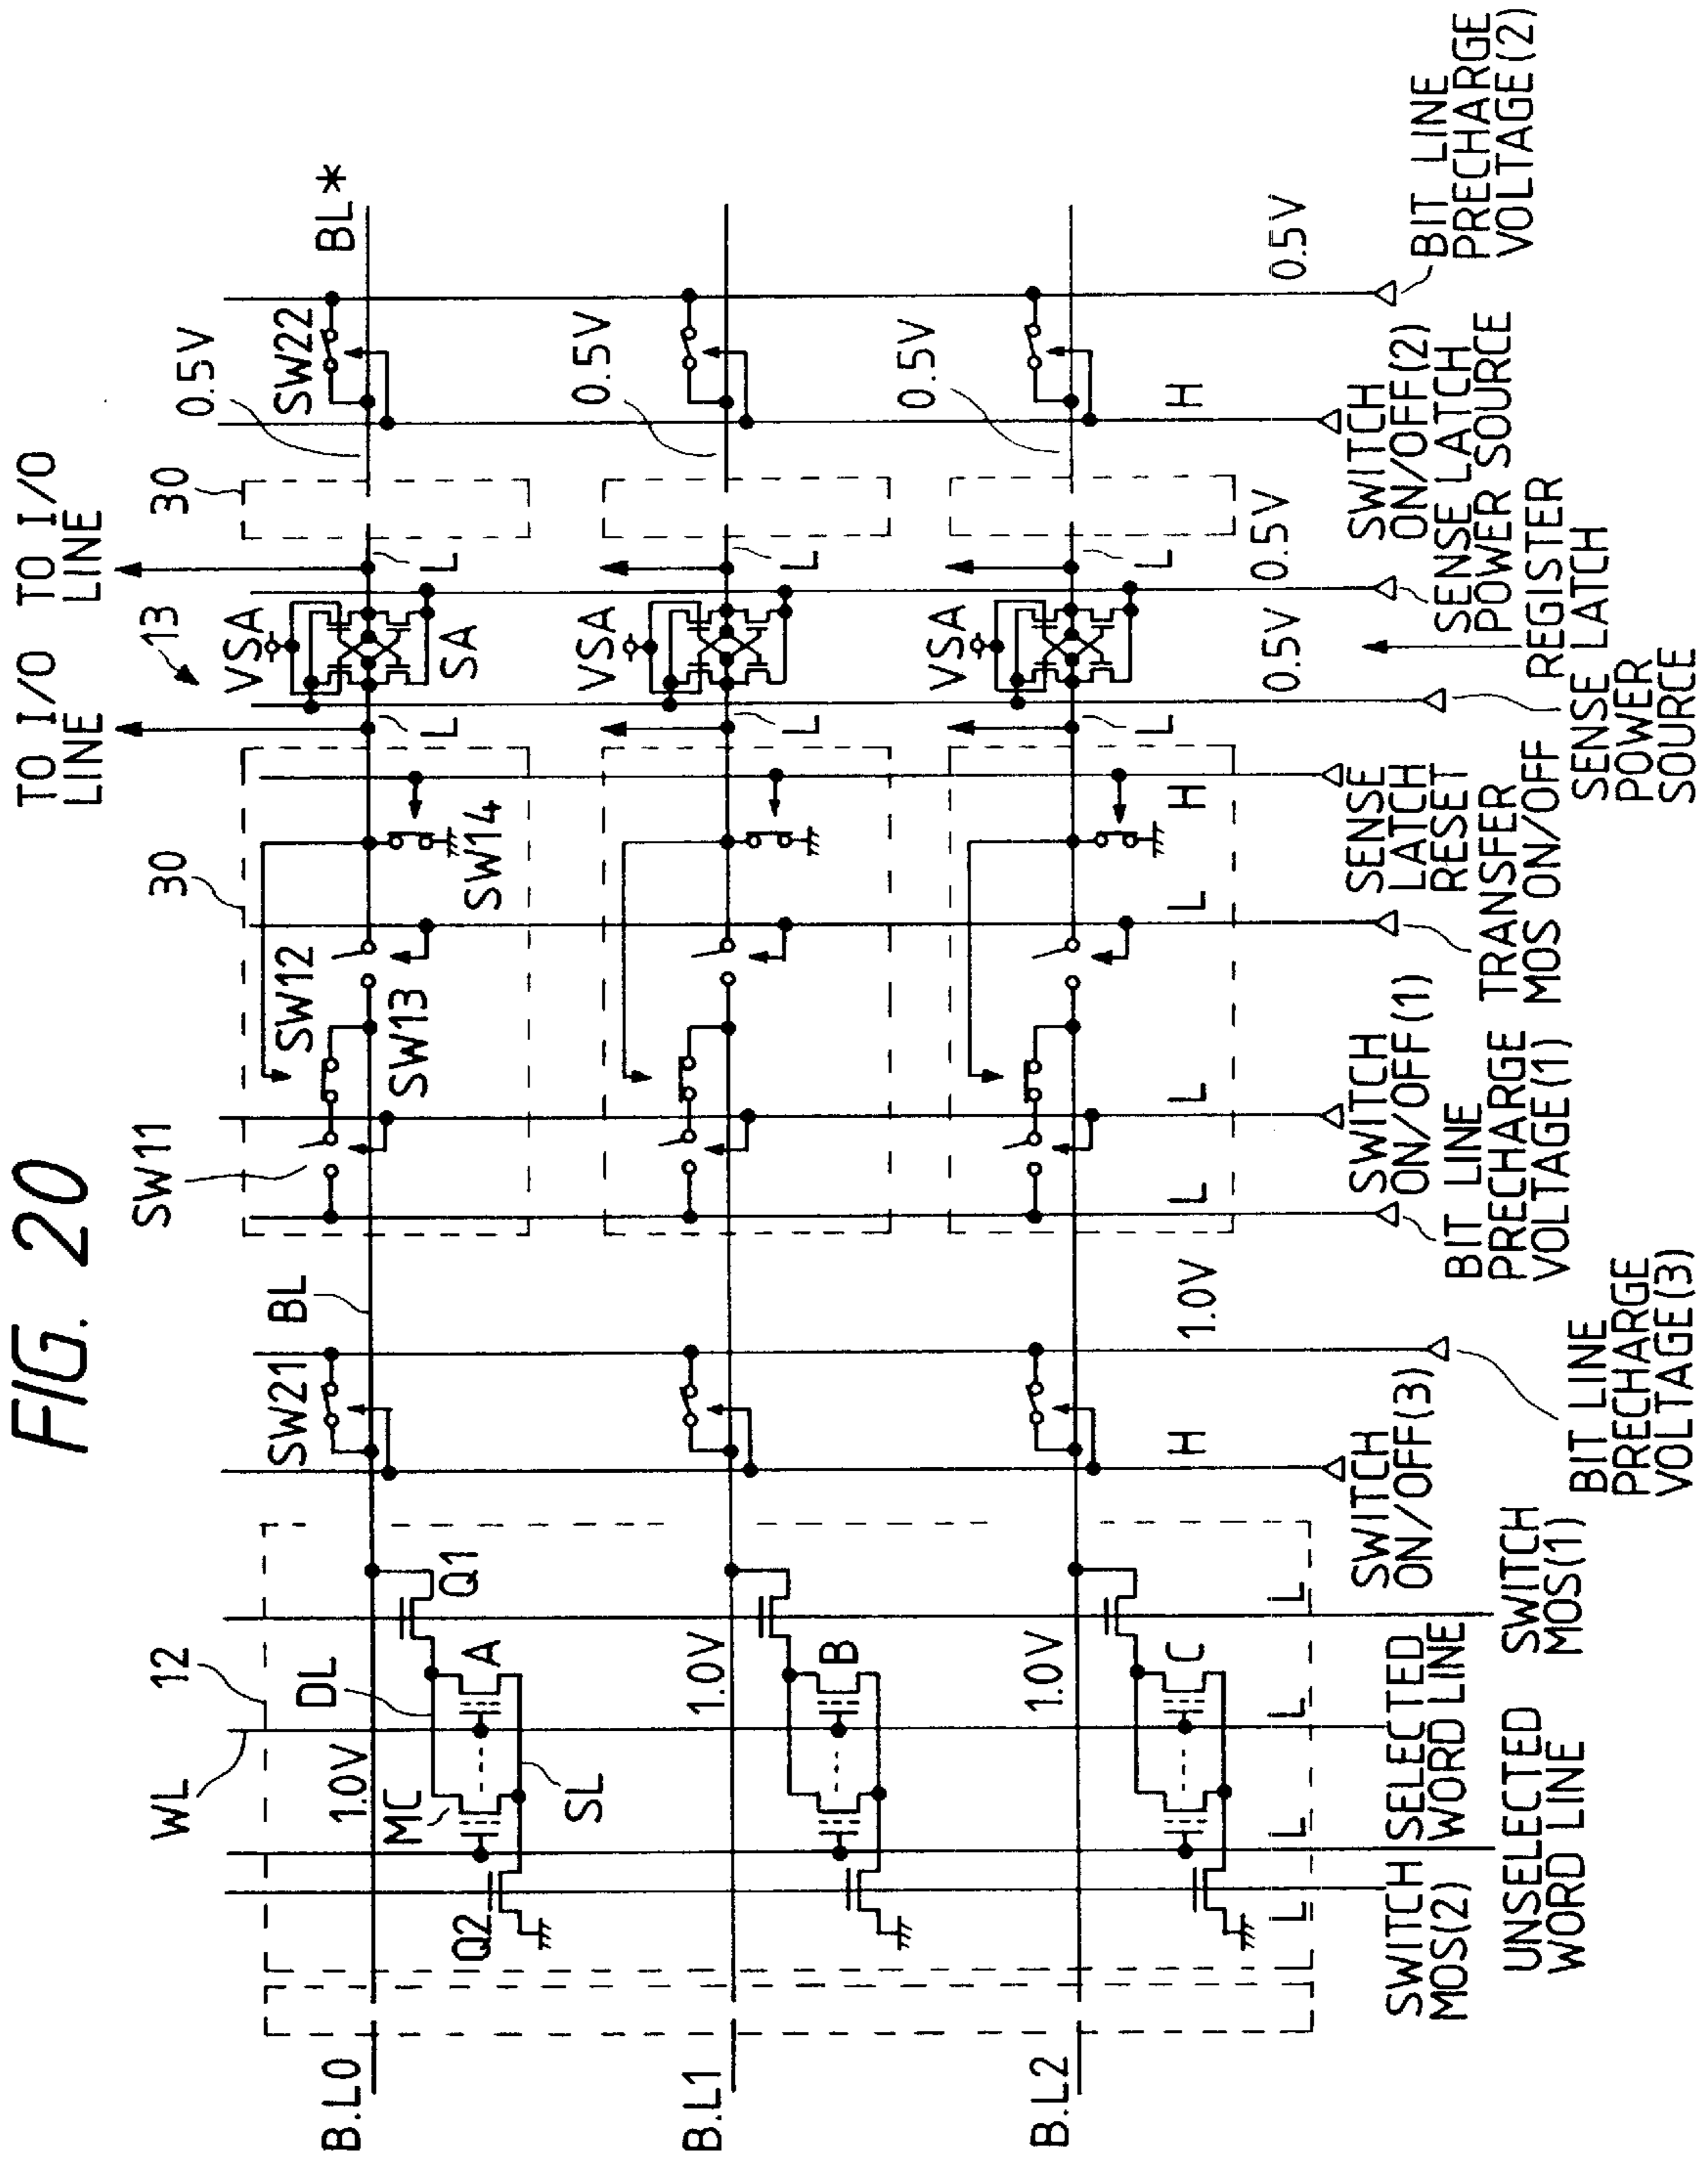 FIG. 20
TO I/O
LINE
TO I/O
LINE
13
WL
12
SW11
30
30
0.5V
BL*
SW21
BL
SW12
SW13
SW14
VSA
SA
SW22
B.L0
1.0V
MC
DL
A
Q1
Q2
SL
L
L
B.L1
1.0V
B
VSA
L
L
0.5V
B.L2
1.0V
C
VSA
L
L
0.5V
L
L
L
L
H
1.0V
L
L
L
H
0.5V
0.5V
H
0.5V
SWITCH
MOS(2)
UNSELECTED
WORD LINE
SELECTED
WORD LINE
SWITCH
MOS(1)
SWITCH
ON/OFF(3)
BIT LINE
PRECHARGE
VOLTAGE(3)
BIT LINE
PRECHARGE
VOLTAGE(1)
SWITCH
ON/OFF(1)
TRANSFER
MOS ON/OFF
SENSE
LATCH
RESET
SENSE LATCH
POWER
SOURCE
REGISTER
SENSE LATCH
POWER SOURCE
SWITCH
ON/OFF(2)
BIT LINE
PRECHARGE
VOLTAGE(2)